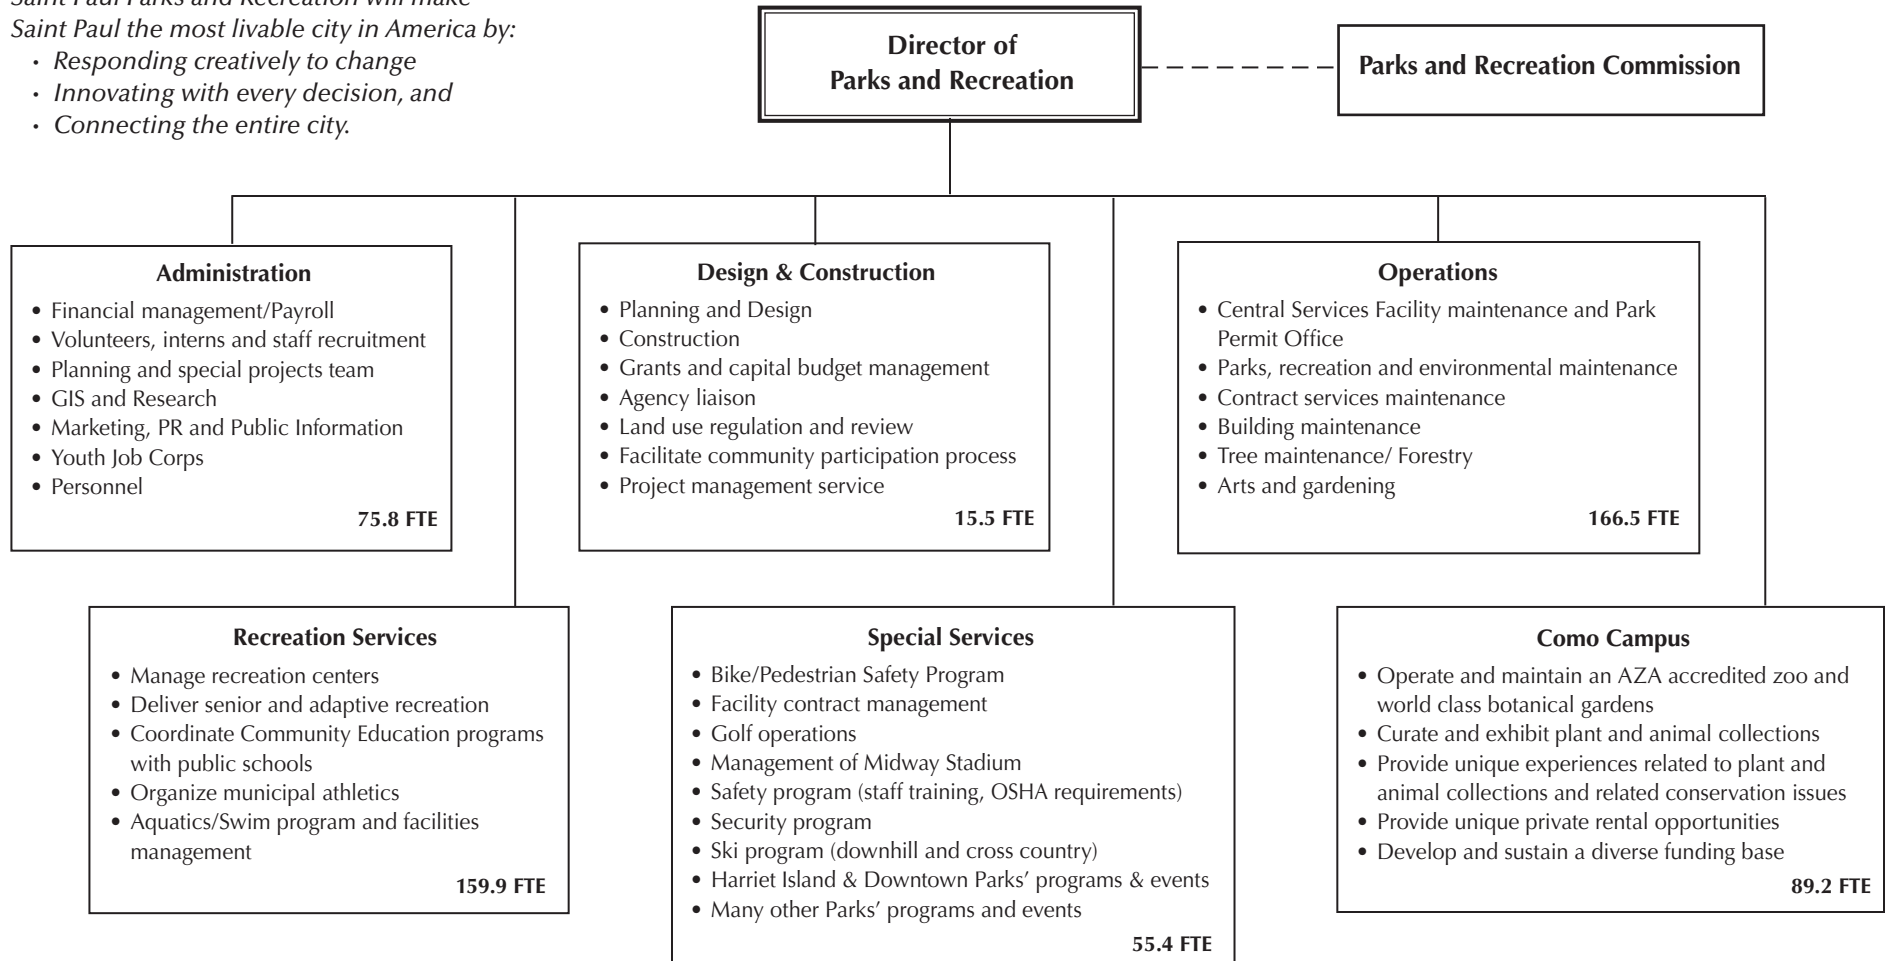 Saint Paul Parks and Recreation will make
Saint Paul the most livable city in America by:
· Responding creatively to change
· Innovating with every decision, and
· Connecting the entire city.
Director of
Parks and Recreation
Parks and Recreation Commission
Administration
• Financial management/Payroll
• Volunteers, interns and staff recruitment
• Planning and special projects team
• GIS and Research
• Marketing, PR and Public Information
• Youth Job Corps
• Personnel
75.8 FTE
Design & Construction
• Planning and Design
• Construction
• Grants and capital budget management
• Agency liaison
• Land use regulation and review
• Facilitate community participation process
• Project management service
15.5 FTE
Operations
• Central Services Facility maintenance and Park
Permit Office
• Parks, recreation and environmental maintenance
• Contract services maintenance
• Building maintenance
• Tree maintenance/ Forestry
• Arts and gardening
166.5 FTE
Recreation Services
• Manage recreation centers
• Deliver senior and adaptive recreation
• Coordinate Community Education programs
with public schools
• Organize municipal athletics
• Aquatics/Swim program and facilities
management
159.9 FTE
Special Services
• Bike/Pedestrian Safety Program
• Facility contract management
• Golf operations
• Management of Midway Stadium
• Safety program (staff training, OSHA requirements)
• Security program
• Ski program (downhill and cross country)
• Harriet Island & Downtown Parks’ programs & events
• Many other Parks’ programs and events
55.4 FTE
Como Campus
• Operate and maintain an AZA accredited zoo and
world class botanical gardens
• Curate and exhibit plant and animal collections
• Provide unique experiences related to plant and
animal collections and related conservation issues
• Provide unique private rental opportunities
• Develop and sustain a diverse funding base
89.2 FTE